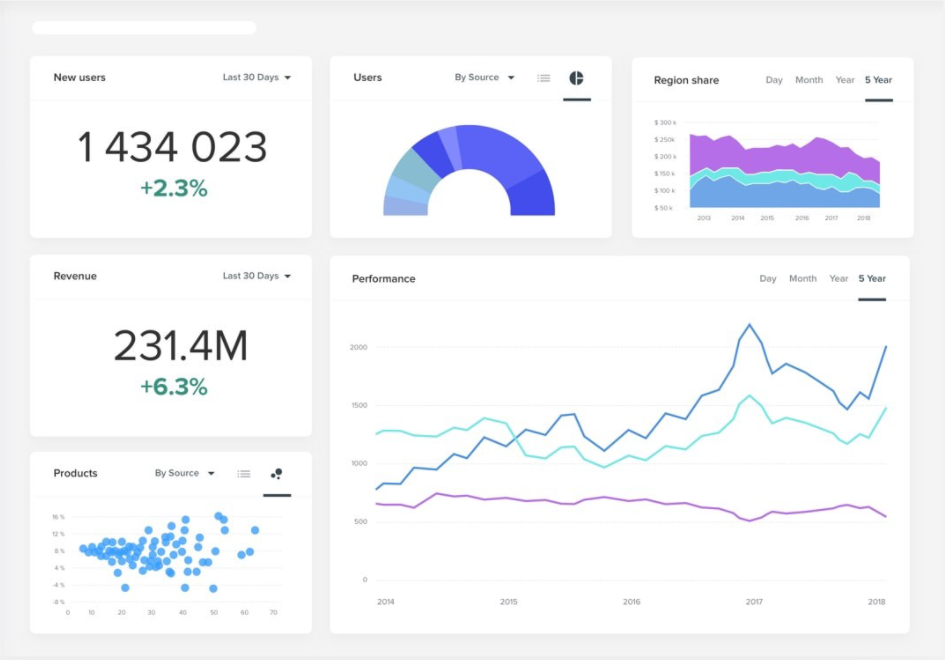 New users
Last 30 Days
1 434 023
+2.3%
Users
By Source
Region share
Day Month Year 5 Year
$ 300 k
$ 250k
$ 200 k
$ 150 k
$ 100 k
$ 50 k
2013 2014 2015 2016 2017 2018
Revenue
Last 30 Days
231.4M
+6.3%
Performance
Day Month Year 5 Year
2000
1500
1000
500
0
2014 2015 2016 2017 2018
Products
By Source
16 %
12 %
8 %
4 %
-4 %
-8 %
0 10 20 30 40 50 60 70